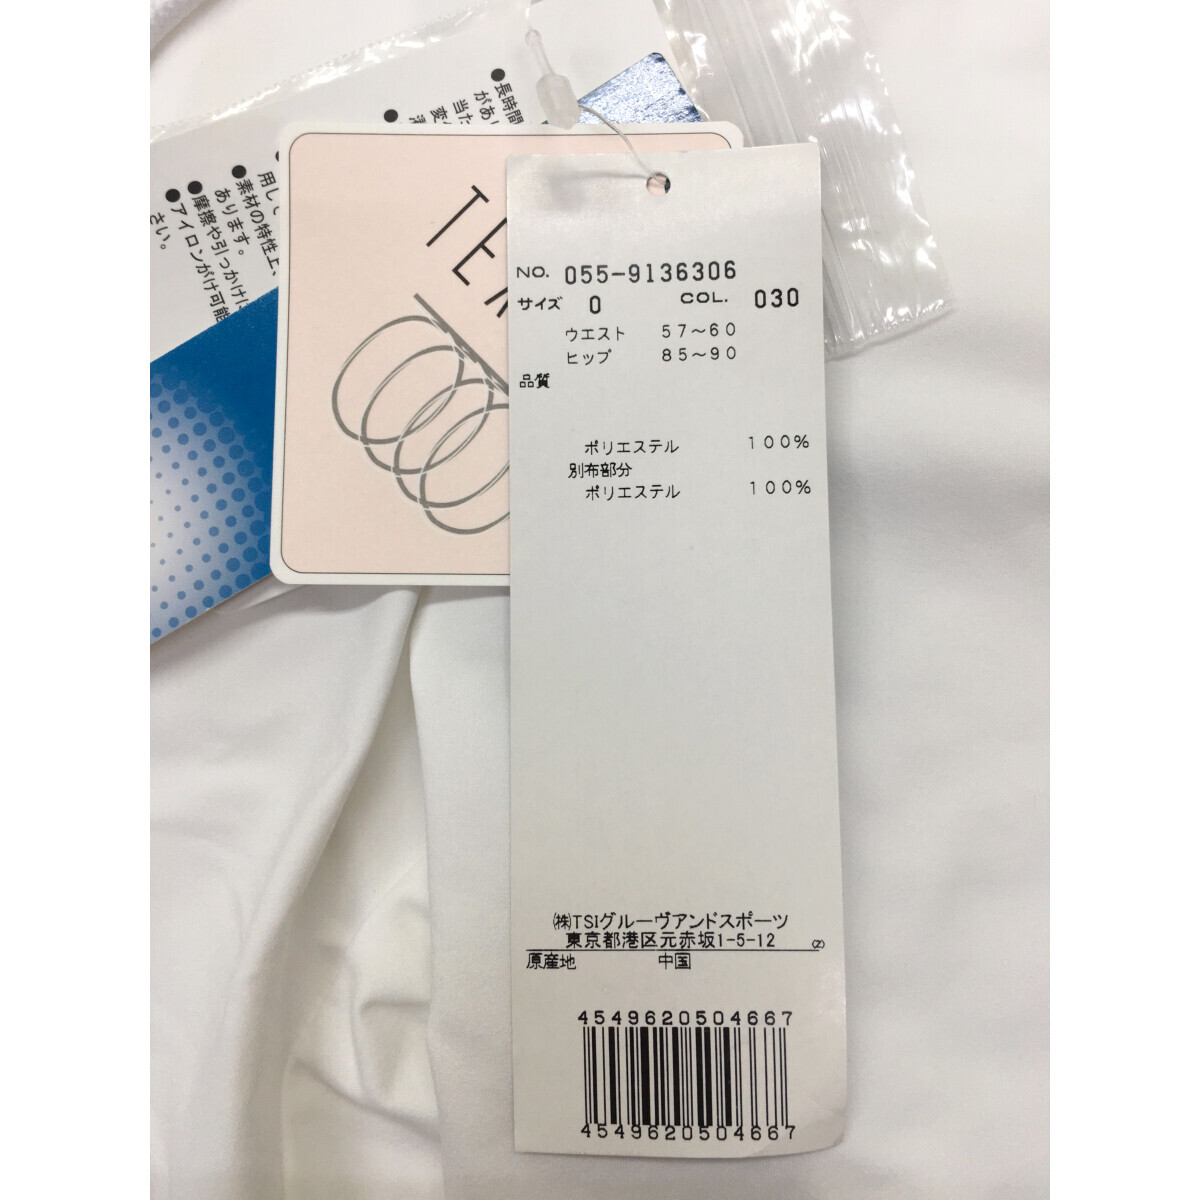 ●長時間
があり
当た
変
●
用して
●素材の特性上、
あります。
●摩擦や引っかけに
●アイロンがけ可能
さい。
TEX
NO. 055-9136306
サイズ 0 COL. 030
ウエスト 57~60
ヒップ 85~90
品質
ポリエステル 100%
別布部分
ポリエステル 100%
㈱TSIグルーヴアンドスポーツ
東京都港区元赤坂1-5-12 (Z)
原産地 中国
4549620504667
4549620504667